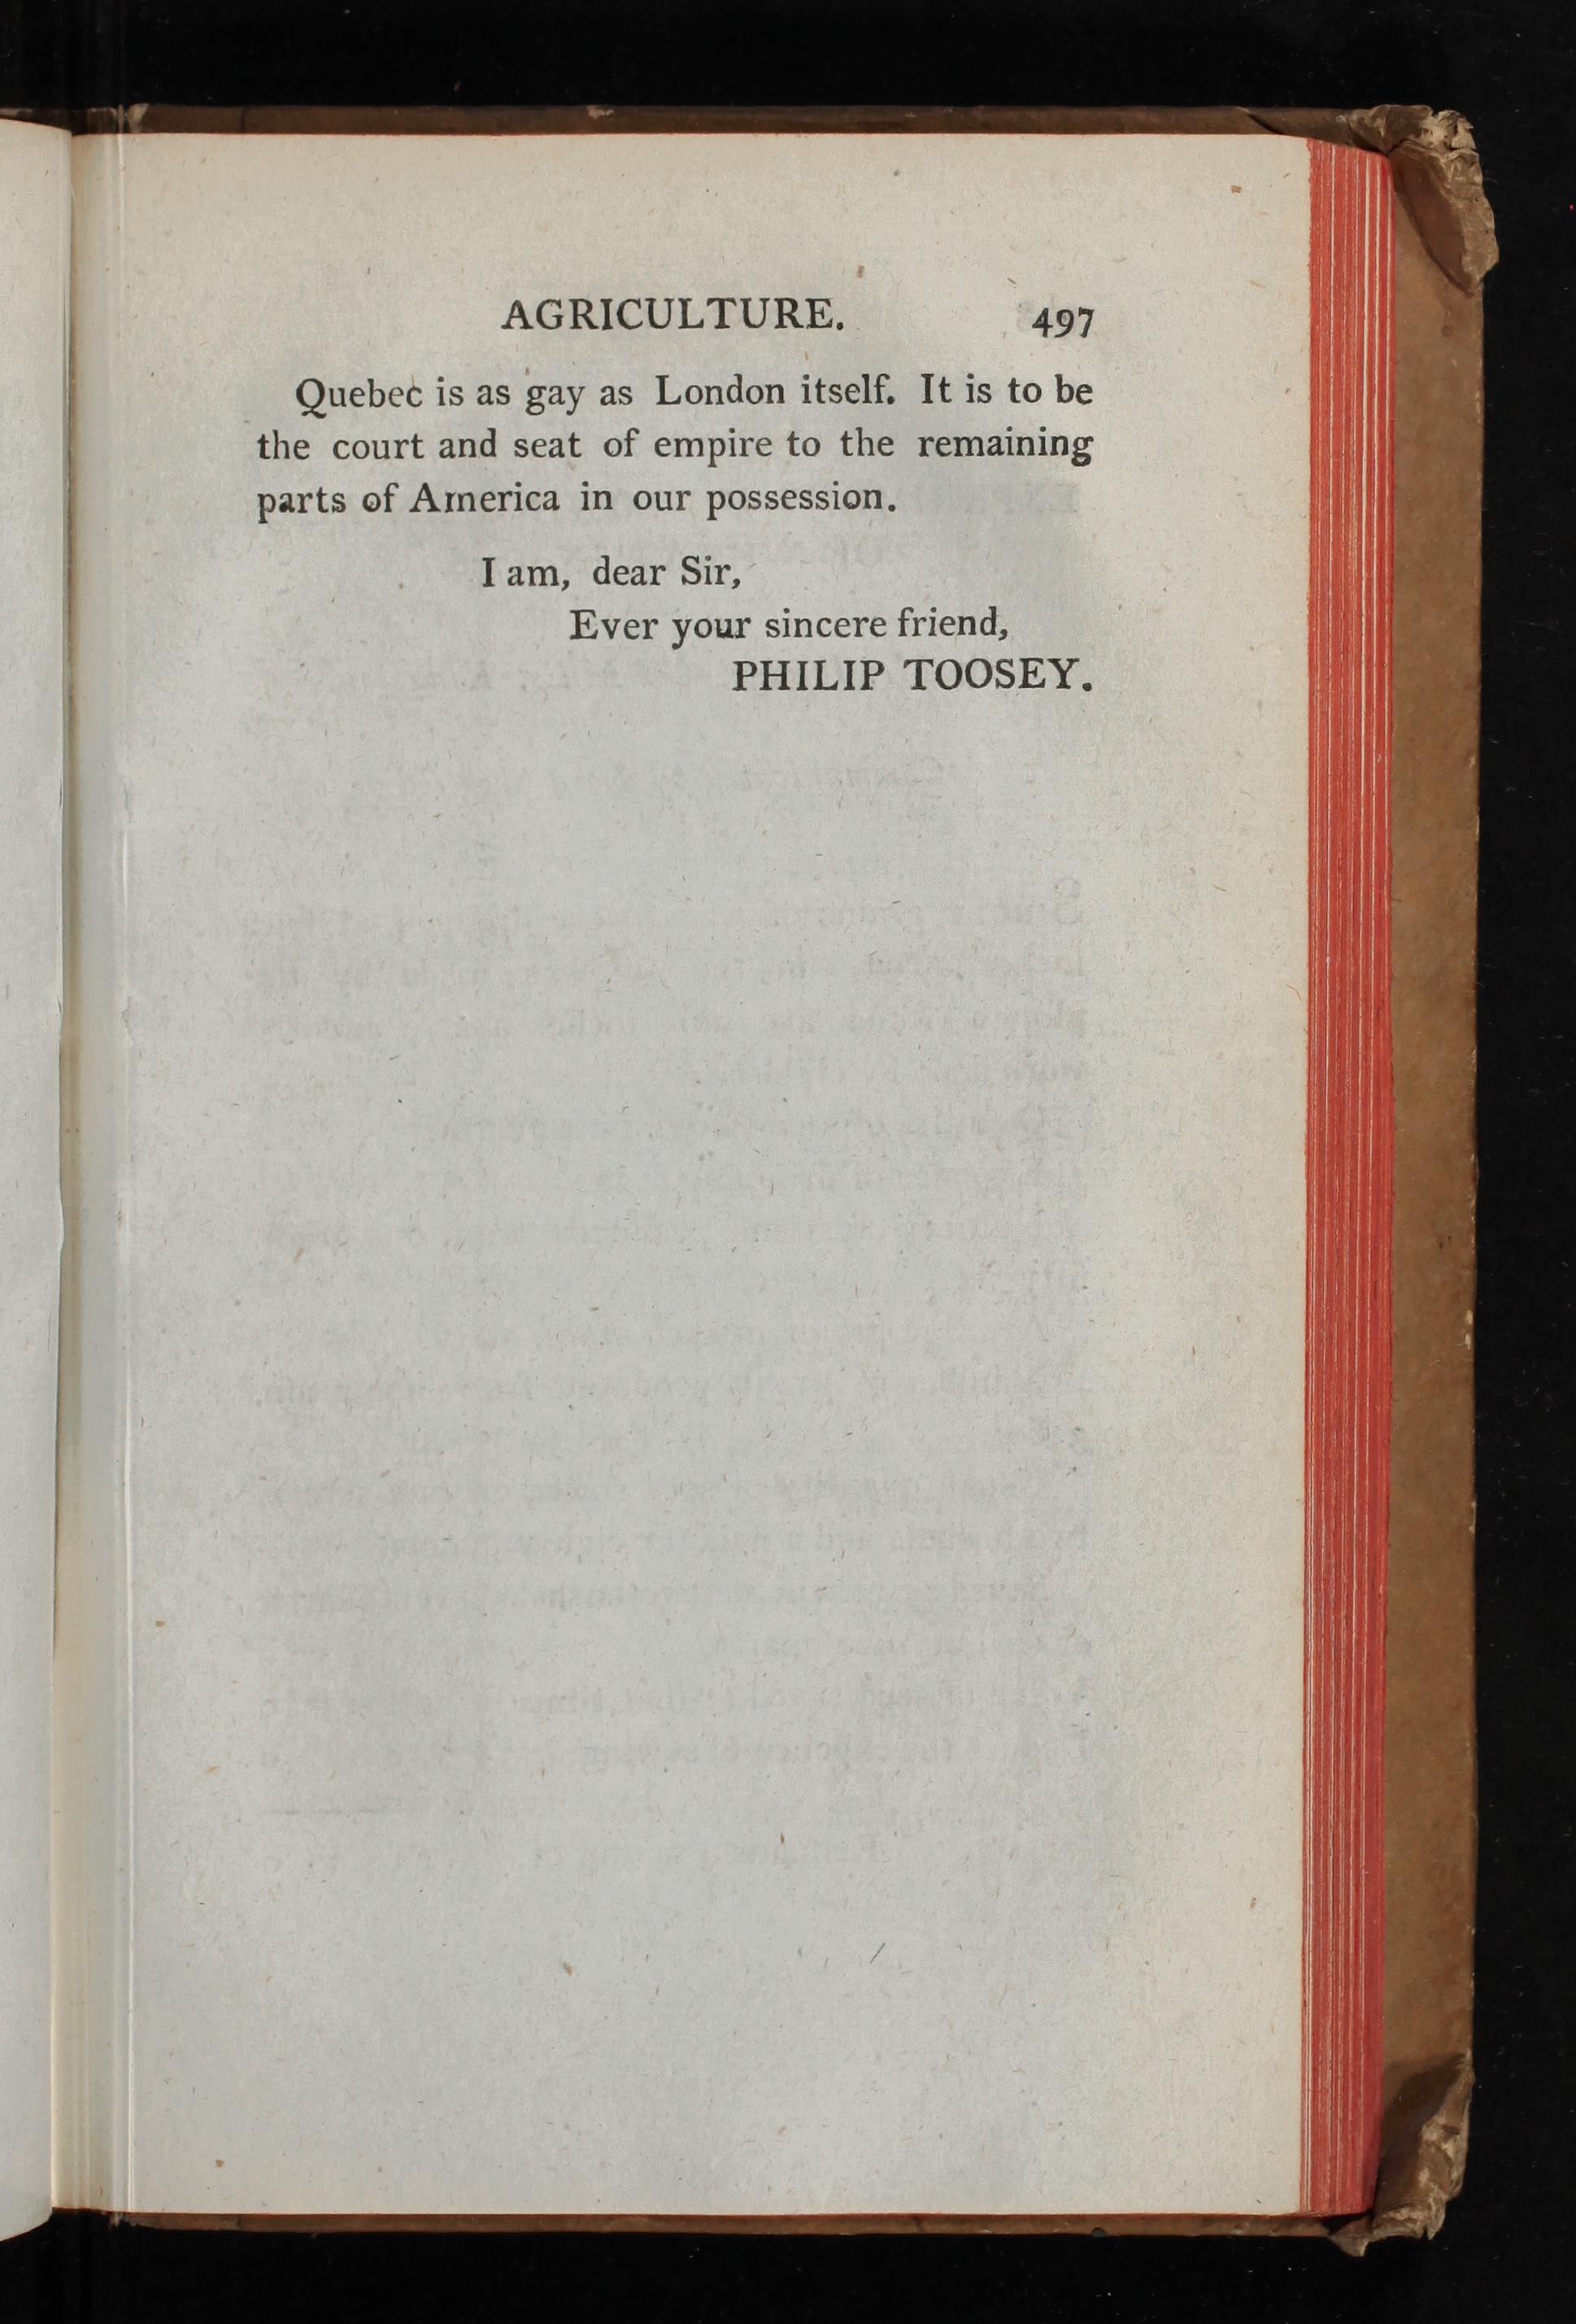 AGRICULTURE. 497
Quebec is as gay as London itself. It is to be
the court and seat of empire to the remaining
parts of America in our possession.
I am, dear Sir,
Ever your sincere friend,
PHILIP TOOSEY.